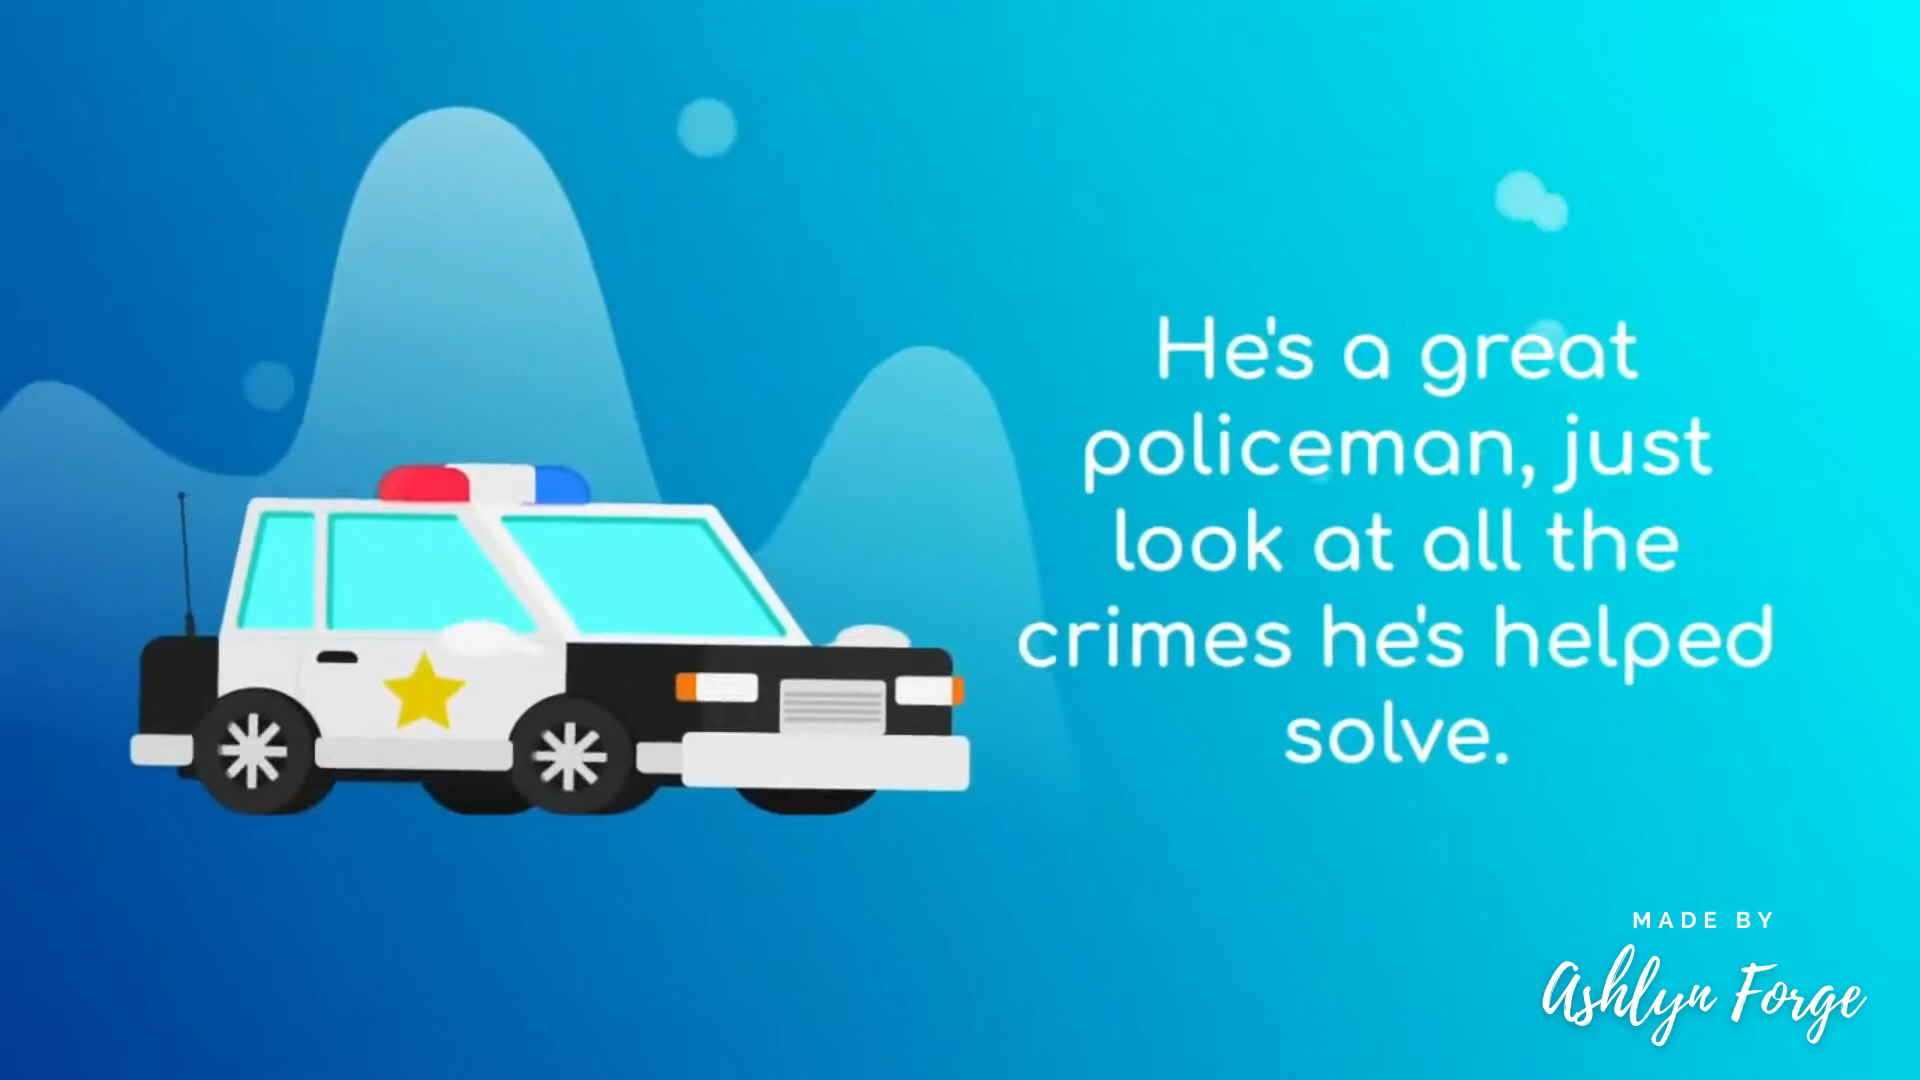 He's a great
policeman, just
look at all the
crimes he's helped
solve.
MADE BY
Ashlyn Forge